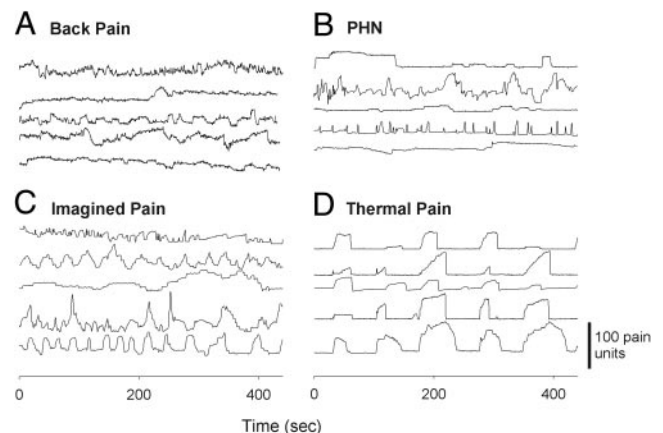 A Back Pain
B PHN
C Imagined Pain
D Thermal Pain
100 pain
units
0 200 400 0 200 400
Time (sec)